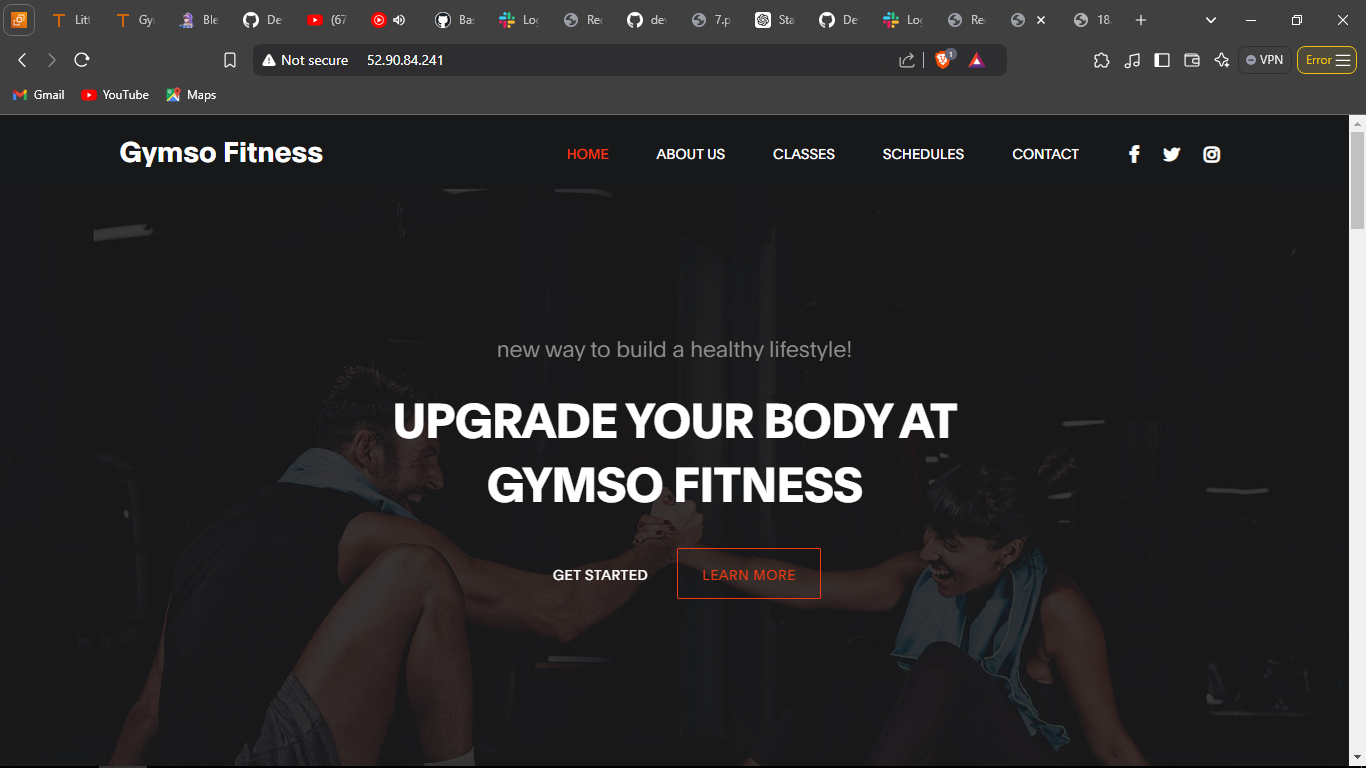 Litt
Gy
Ble
De
(67
Ba
Lo
Re
de
7.p
Sta
De
Lo
Re
18.
Not secure 52.90.84.241
1
VPN
Error
Gmail YouTube Maps
Gymso Fitness
HOME ABOUT US CLASSES SCHEDULES CONTACT
new way to build a healthy lifestyle!
UPGRADE YOUR BODY AT
GYMSO FITNESS
GET STARTED LEARN MORE